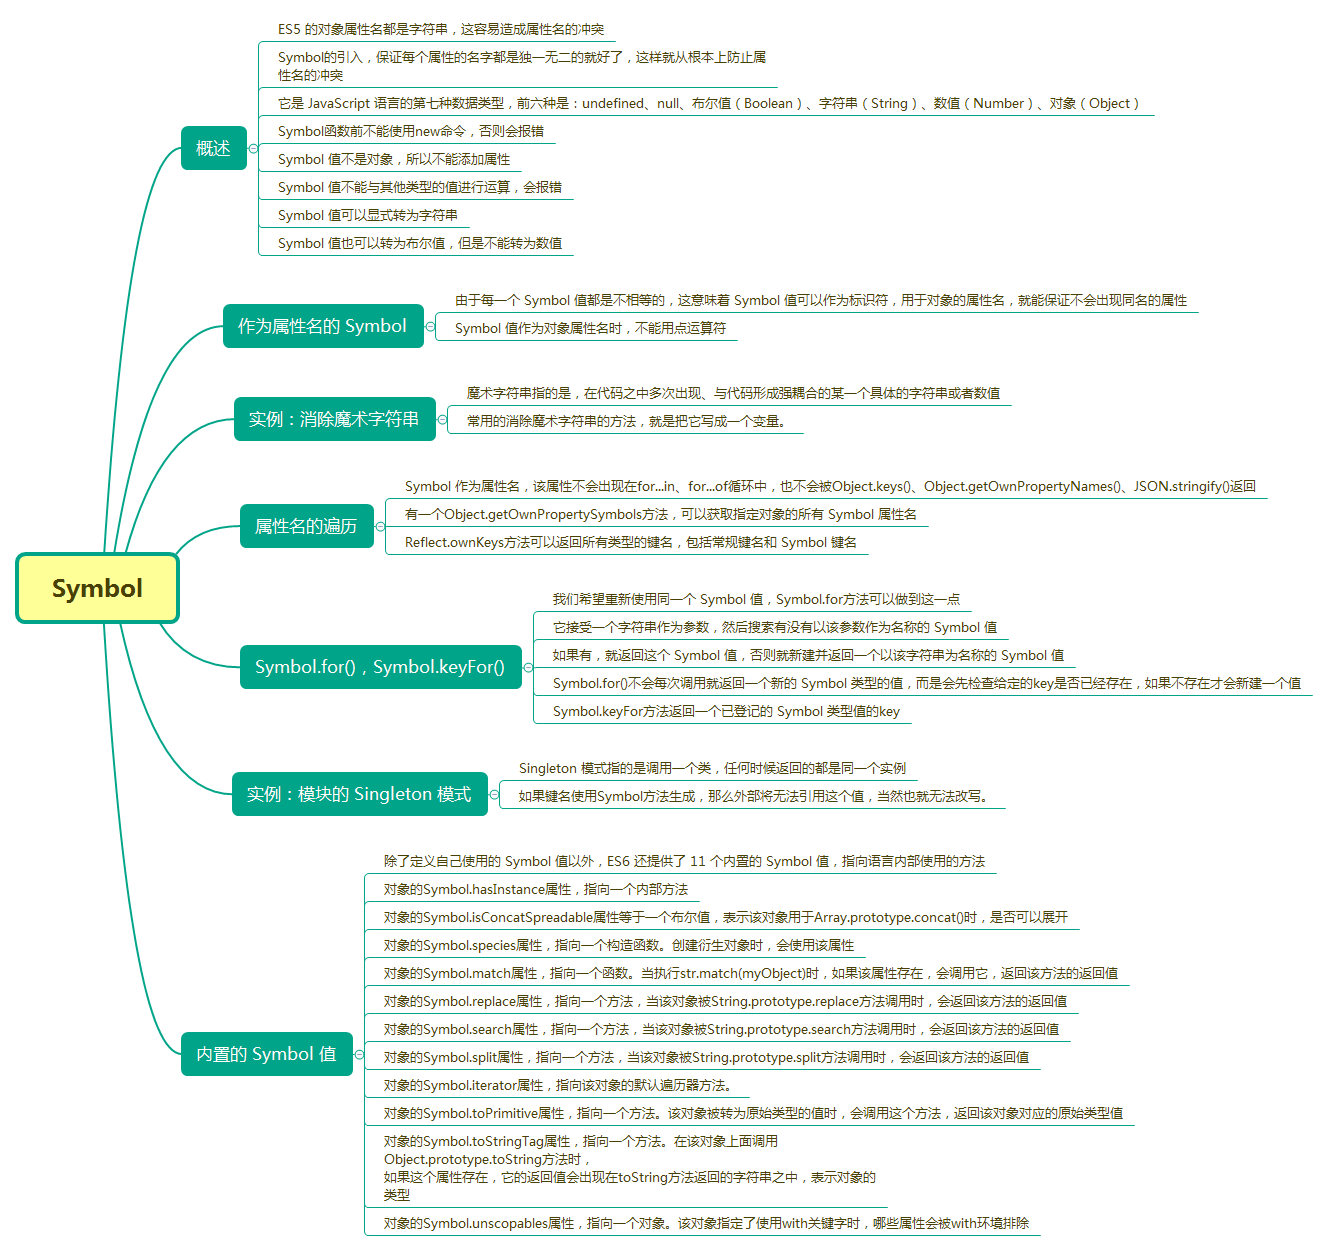 Symbol
概述
ES5 的对象属性名都是字符串，这容易造成属性名的冲突
Symbol的引入，保证每个属性的名字都是独一无二的就好了，这样就从根本上防止属
性名的冲突
它是 JavaScript 语言的第七种数据类型，前六种是：undefined、null、布尔值（Boolean）、字符串（String）、数值（Number）、对象（Object）
Symbol函数前不能使用new命令，否则会报错
Symbol 值不是对象，所以不能添加属性
Symbol 值不能与其他类型的值进行运算，会报错
Symbol 值可以显式转为字符串
Symbol 值也可以转为布尔值，但是不能转为数值
作为属性名的 Symbol
由于每一个 Symbol 值都是不相等的，这意味着 Symbol 值可以作为标识符，用于对象的属性名，就能保证不会出现同名的属性
Symbol 值作为对象属性名时，不能用点运算符
实例：消除魔术字符串
魔术字符串指的是，在代码之中多次出现、与代码形成强耦合的某一个具体的字符串或者数值
常用的消除魔术字符串的方法，就是把它写成一个变量。
属性名的遍历
Symbol 作为属性名，该属性不会出现在for...in、for...of循环中，也不会被Object.keys()、Object.getOwnPropertyNames()、JSON.stringify()返回
有一个Object.getOwnPropertySymbols方法，可以获取指定对象的所有 Symbol 属性名
Reflect.ownKeys方法可以返回所有类型的键名，包括常规键名和 Symbol 键名
Symbol.for()，Symbol.keyFor()
我们希望重新使用同一个 Symbol 值，Symbol.for方法可以做到这一点
它接受一个字符串作为参数，然后搜索有没有以该参数作为名称的 Symbol 值
如果有，就返回这个 Symbol 值，否则就新建并返回一个以该字符串为名称的 Symbol 值
Symbol.for()不会每次调用就返回一个新的 Symbol 类型的值，而是会先检查给定的key是否已经存在，如果不存在才会新建一个值
Symbol.keyFor方法返回一个已登记的 Symbol 类型值的key
实例：模块的 Singleton 模式
Singleton 模式指的是调用一个类，任何时候返回的都是同一个实例
如果键名使用Symbol方法生成，那么外部将无法引用这个值，当然也就无法改写。
内置的 Symbol 值
除了定义自己使用的 Symbol 值以外，ES6 还提供了 11 个内置的 Symbol 值，指向语言内部使用的方法
对象的Symbol.hasInstance属性，指向一个内部方法
对象的Symbol.isConcatSpreadable属性等于一个布尔值，表示该对象用于Array.prototype.concat()时，是否可以展开
对象的Symbol.species属性，指向一个构造函数。创建衍生对象时，会使用该属性
对象的Symbol.match属性，指向一个函数。当执行str.match(myObject)时，如果该属性存在，会调用它，返回该方法的返回值
对象的Symbol.replace属性，指向一个方法，当该对象被String.prototype.replace方法调用时，会返回该方法的返回值
对象的Symbol.search属性，指向一个方法，当该对象被String.prototype.search方法调用时，会返回该方法的返回值
对象的Symbol.split属性，指向一个方法，当该对象被String.prototype.split方法调用时，会返回该方法的返回值
对象的Symbol.iterator属性，指向该对象的默认遍历器方法。
对象的Symbol.toPrimitive属性，指向一个方法。该对象被转为原始类型的值时，会调用这个方法，返回该对象对应的原始类型值
对象的Symbol.toStringTag属性，指向一个方法。在该对象上面调用
Object.prototype.toString方法时，
如果这个属性存在，它的返回值会出现在toString方法返回的字符串之中，表示对象的
类型
对象的Symbol.unscopables属性，指向一个对象。该对象指定了使用with关键字时，哪些属性会被with环境排除